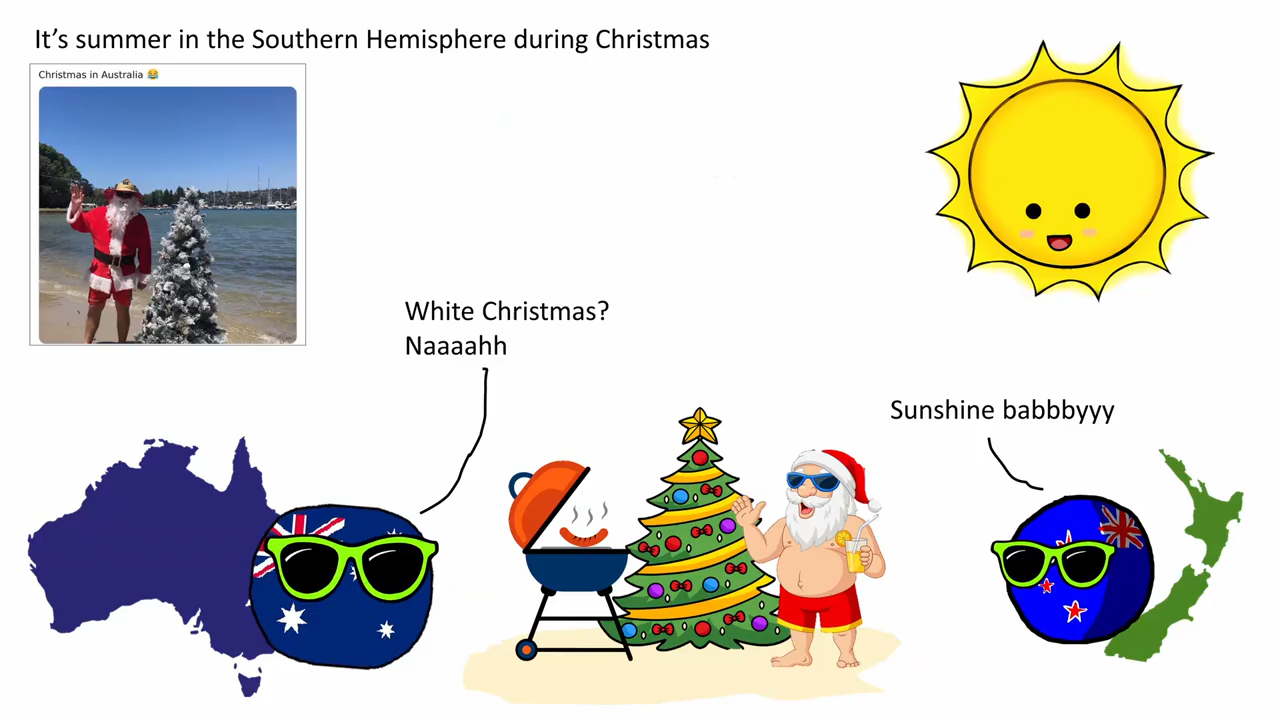 It's summer in the Southern Hemisphere during Christmas
Christmas in Australia 😂
White Christmas?
Naaaahh
Sunshine babbbyyy